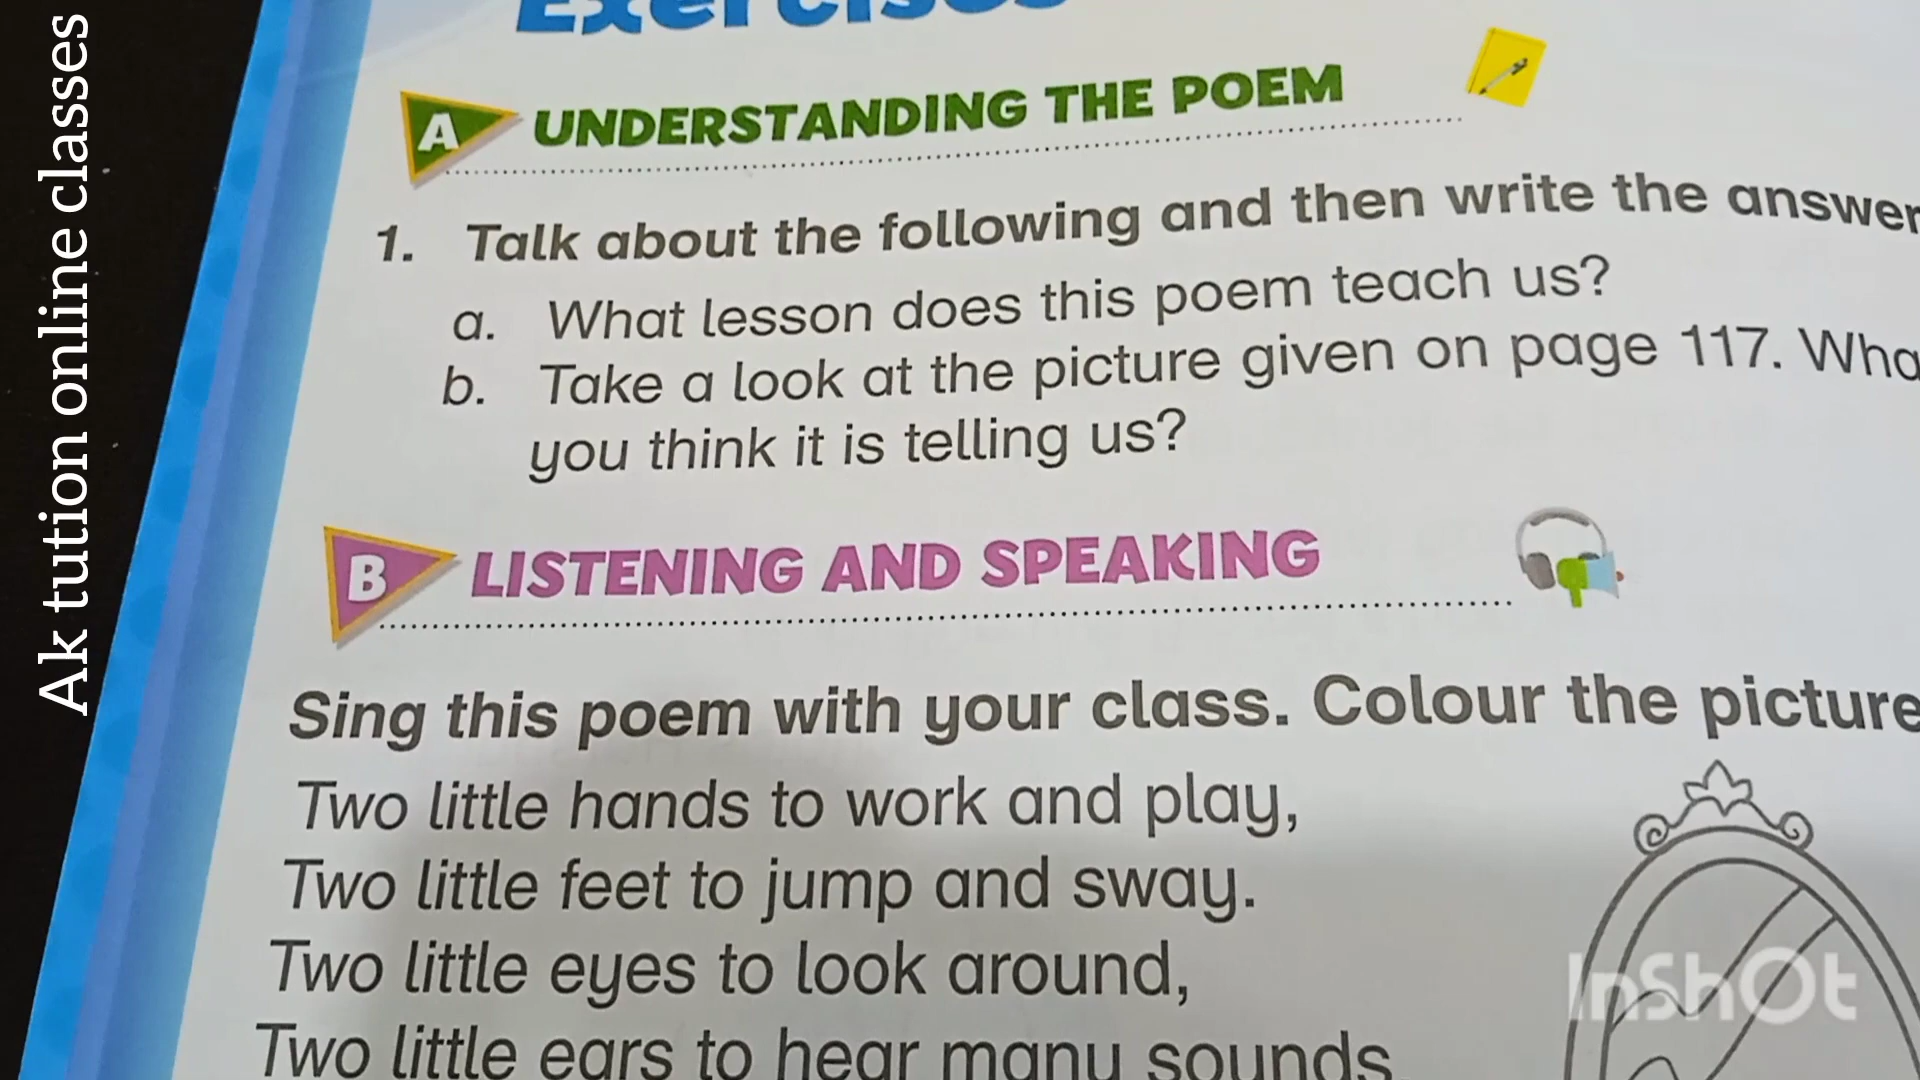 Ak tution online classes
Exercises
A UNDERSTANDING THE POEM
1. Talk about the following and then write the answer
a. What lesson does this poem teach us?
b. Take a look at the picture given on page 117. Wha
you think it is telling us?
B LISTENING AND SPEAKING
Sing this poem with your class. Colour the picture
Two little hands to work and play,
Two little feet to jump and sway.
Two little eyes to look around,
Two little ears to hear many sounds
InShOt